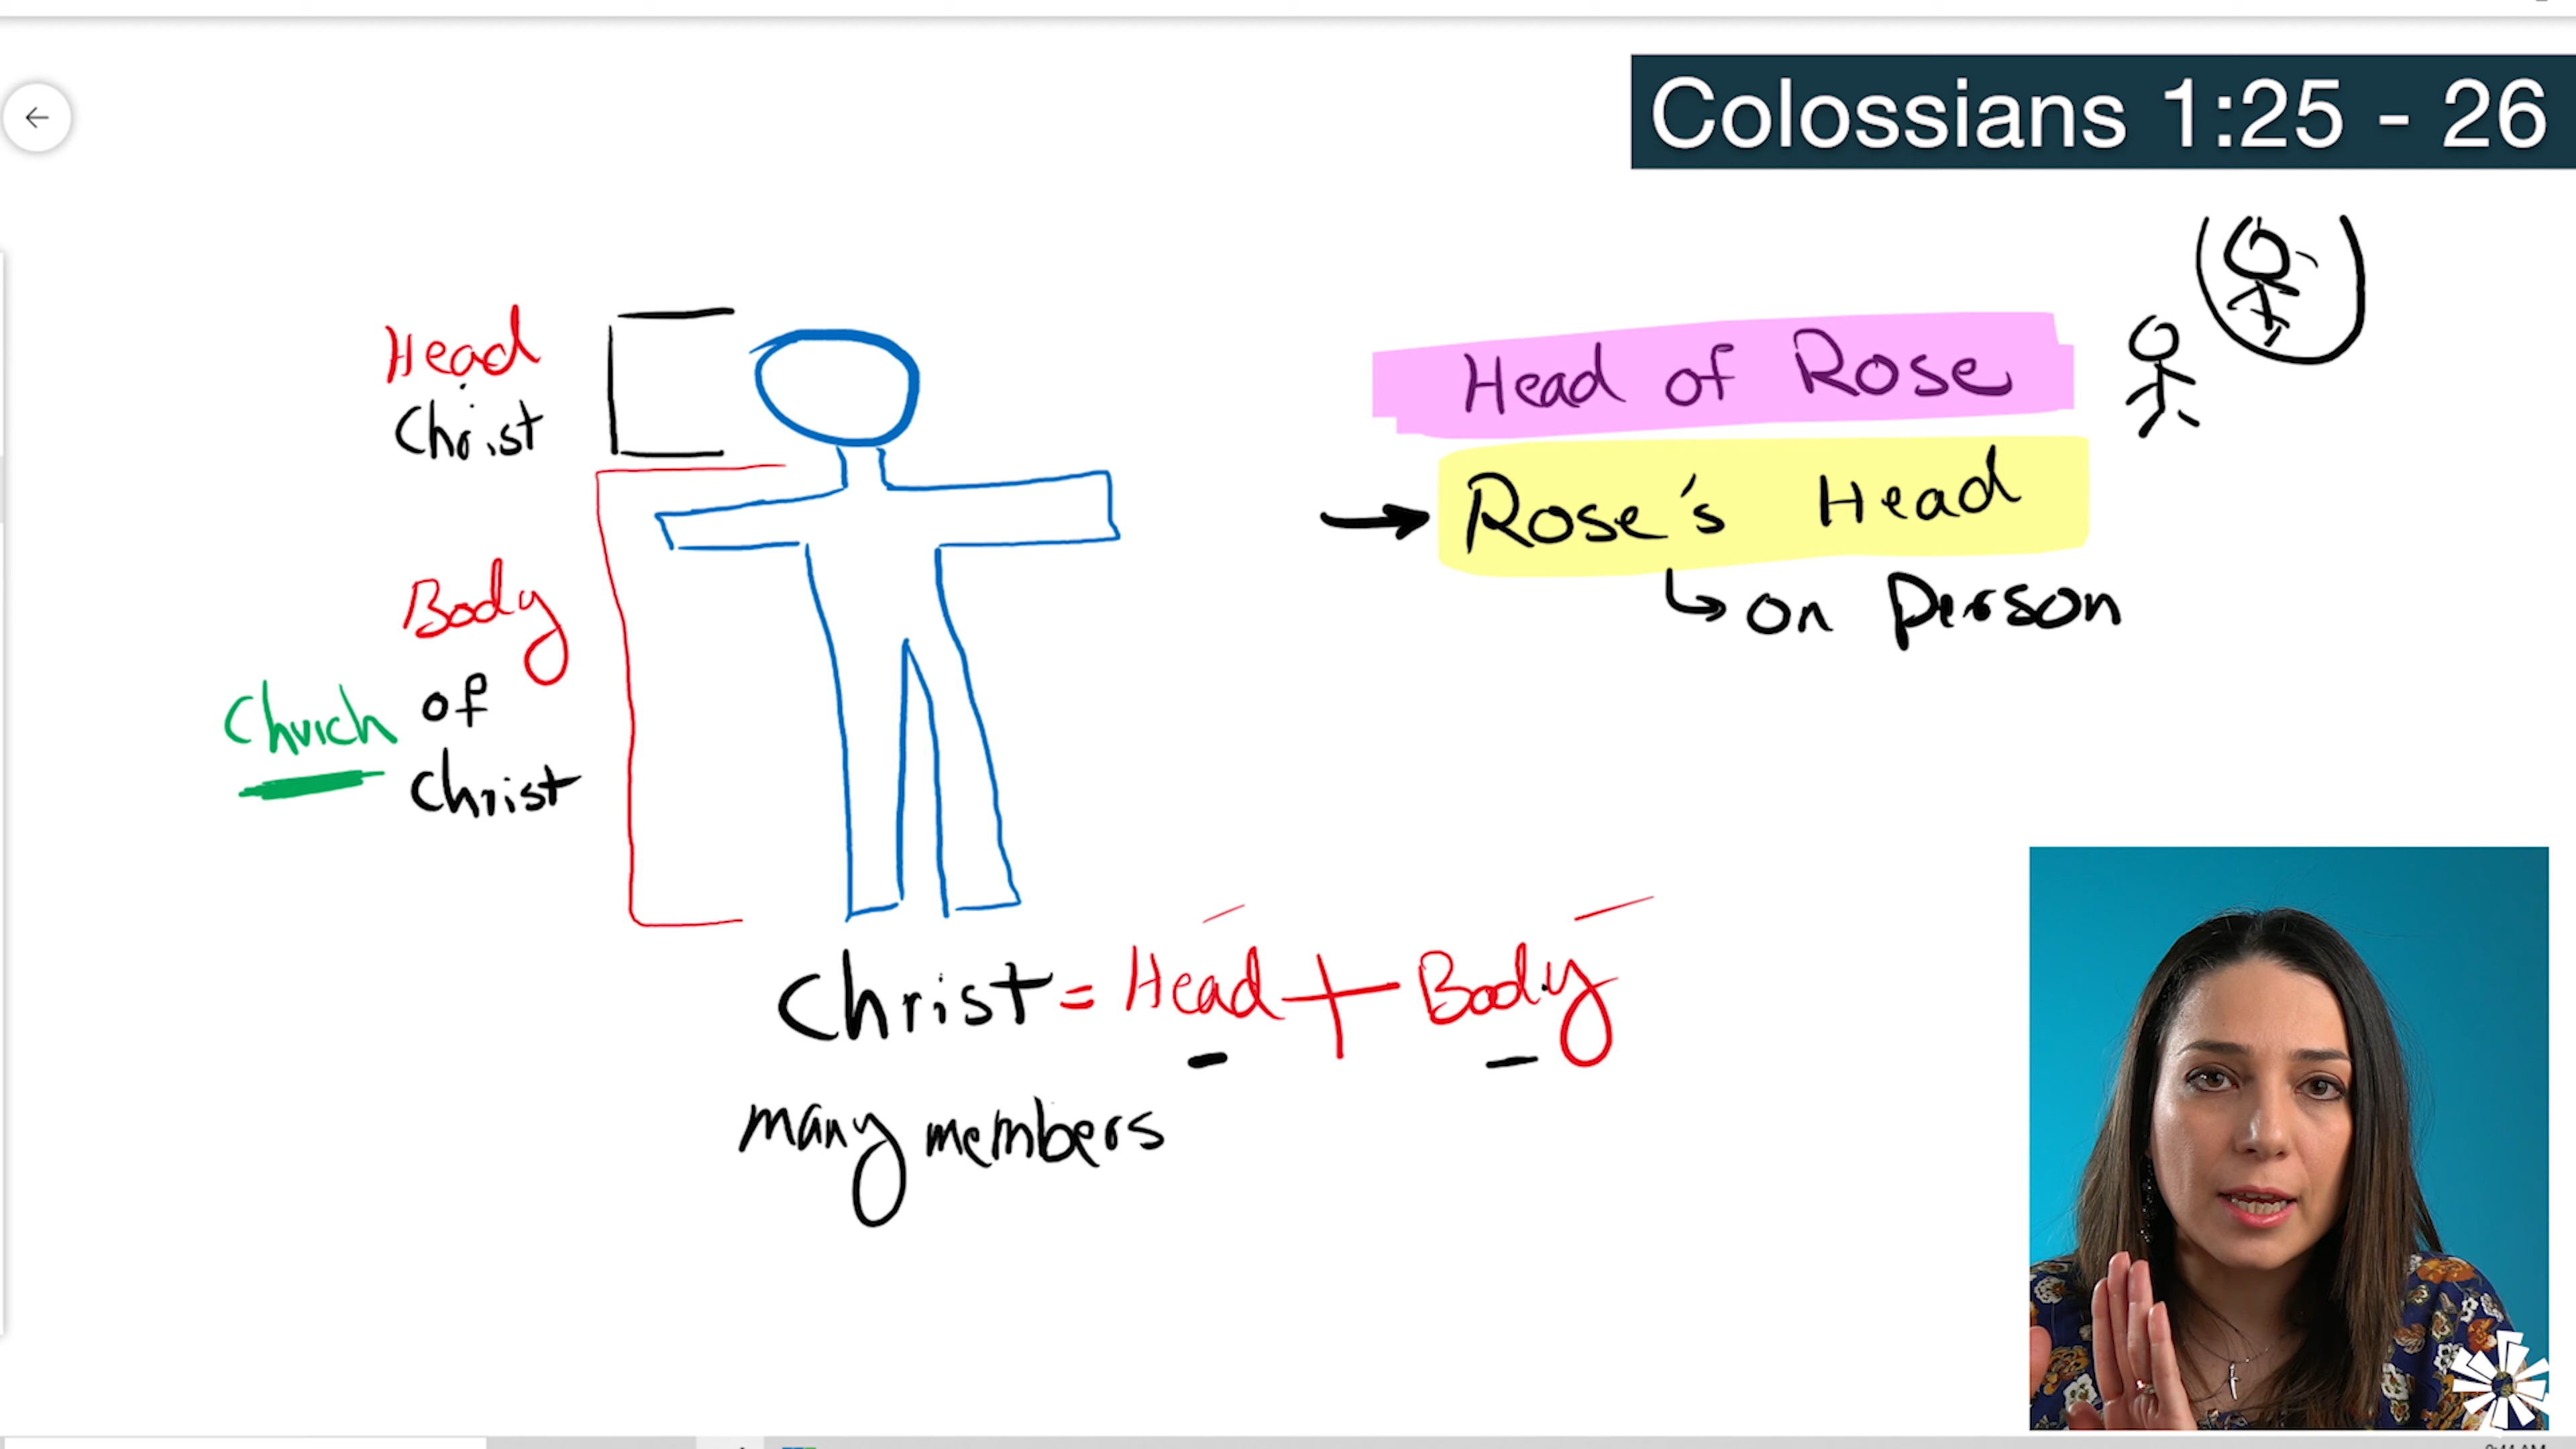 Colossians 1:25 - 26
Head
Christ
Body
of
Christ
Church
Head of Rose
Rose's Head
on Person
Christ = Head + Body
many members